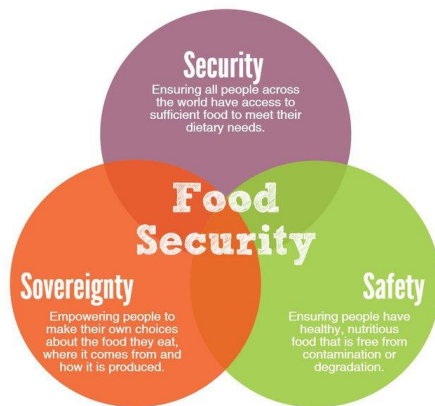 Security
Ensuring all people across
the world have access to
sufficient food to meet their
dietary needs.
Food
Security
Sovereignty
Empowering people to
make their own choices
about the food they eat,
where it comes from and
how it is produced.
Safety
Ensuring people have
healthy, nutritious
food that is free from
contamination or
degradation.